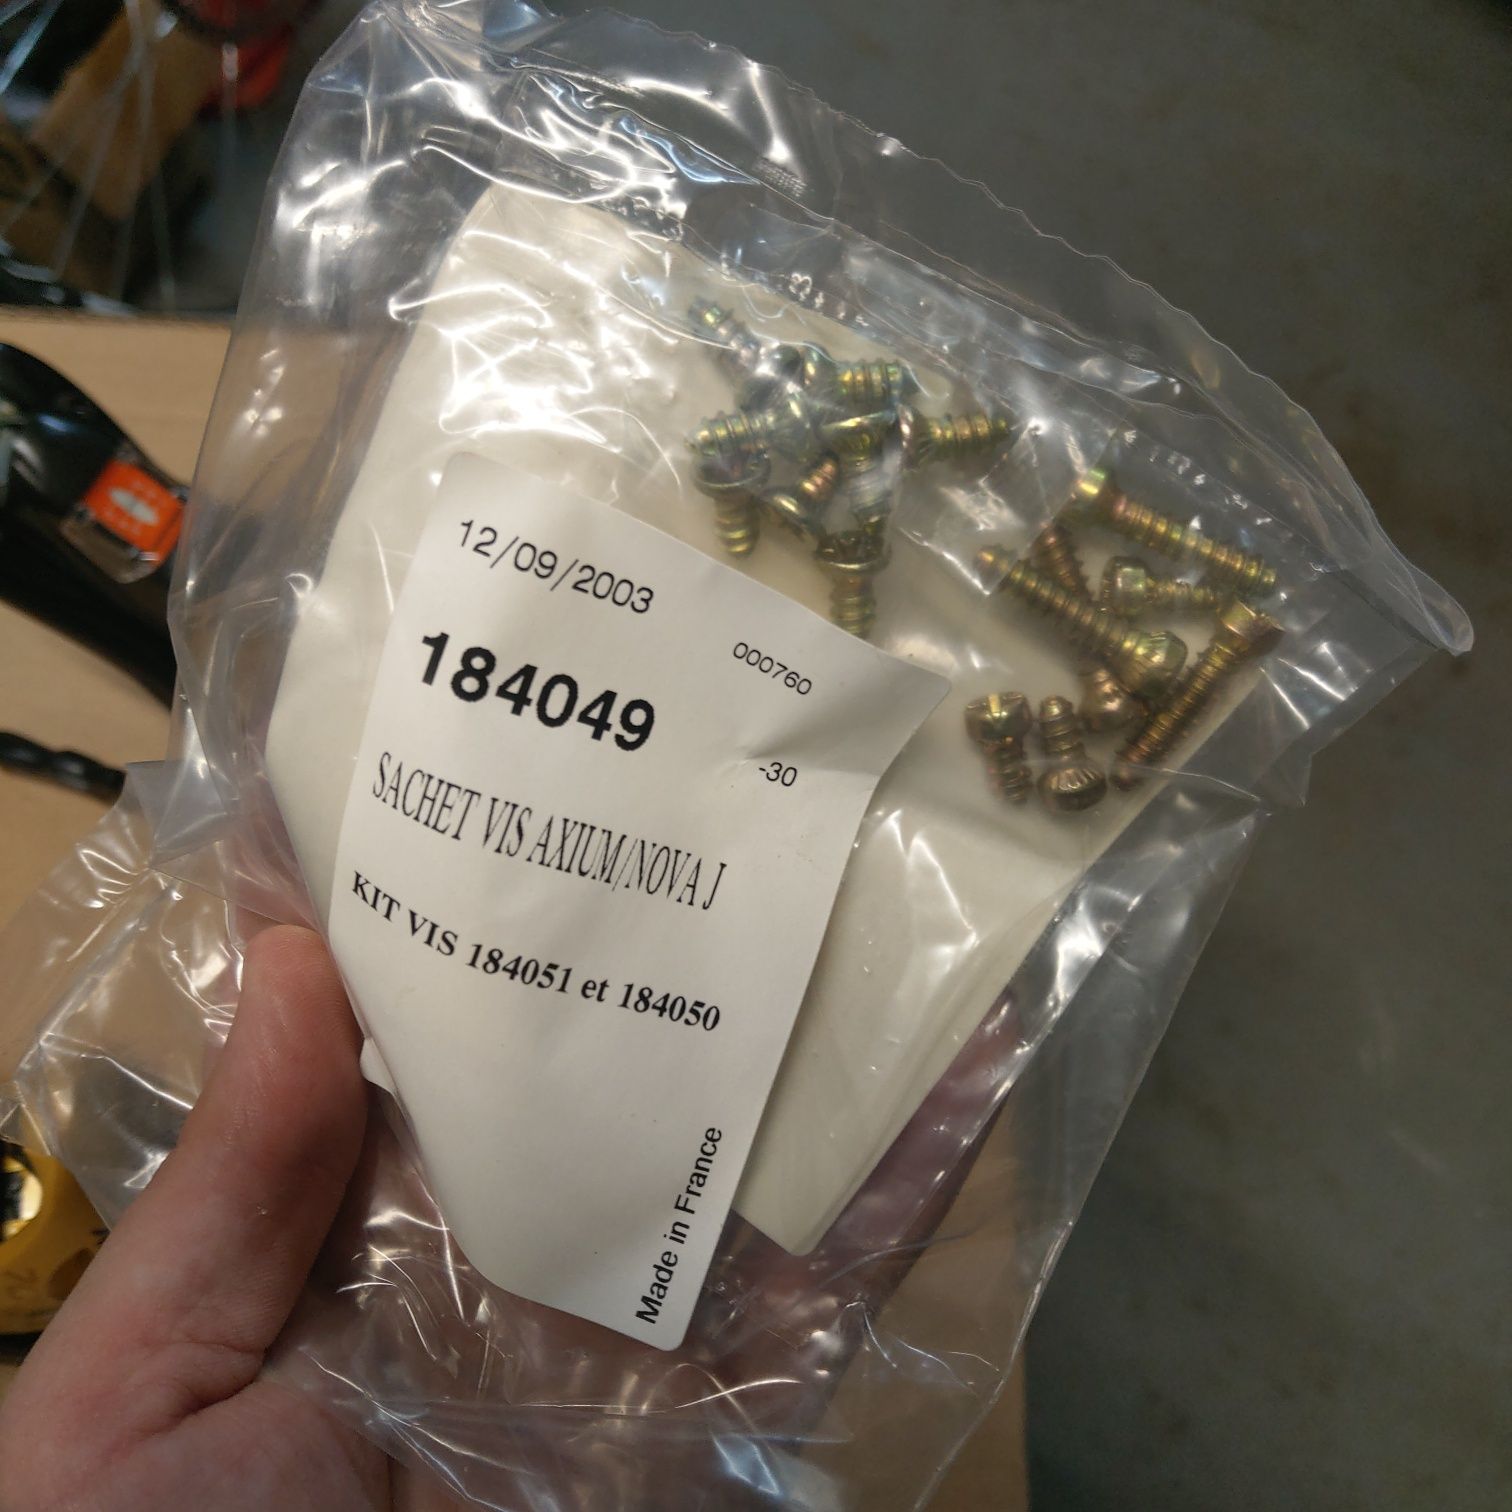 12/09/2003
000760
184049
-30
SACHET VIS AXIUM/NOVA J
KIT VIS 184051 et 184050
Made in France